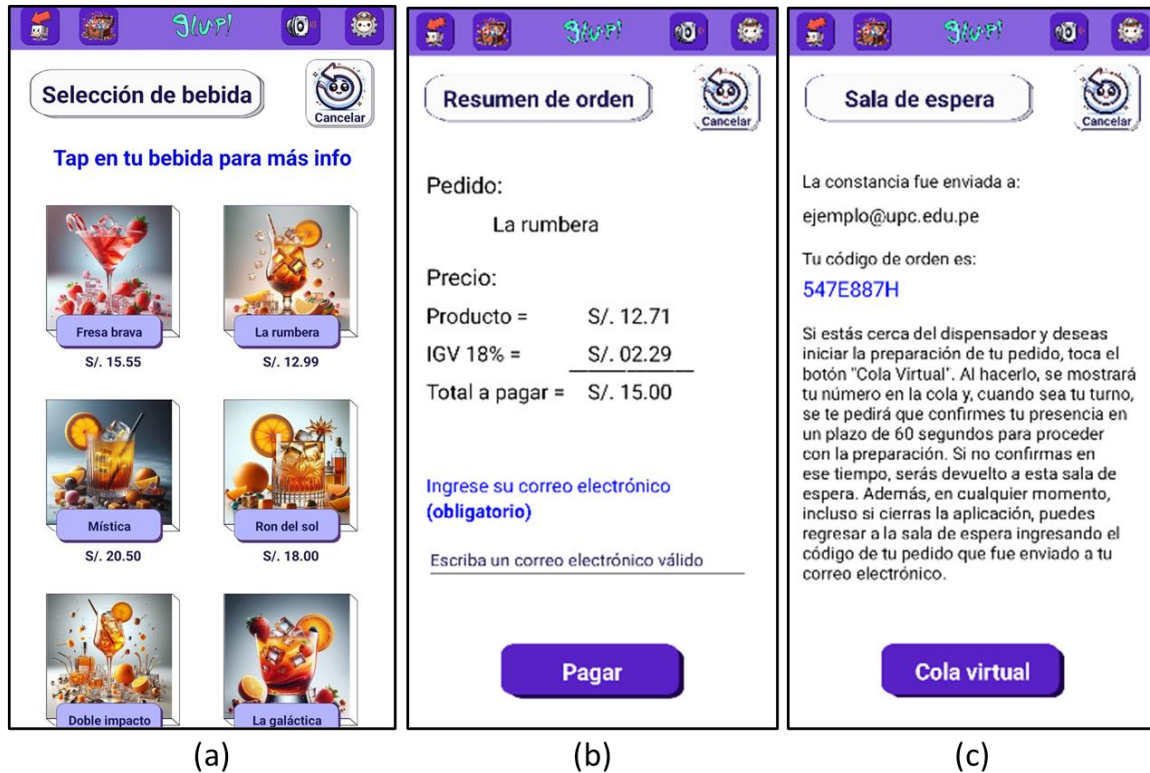 glup!
Selección de bebida
Cancelar
Tap en tu bebida para más info
Fresa brava
La rumbera
S/. 15.55
S/. 12.99
Mística
Ron del sol
S/. 20.50
S/. 18.00
Doble impacto
La galáctica
(a)
glup!
Resumen de orden
Cancelar
Pedido:
La rumbera
Precio:
Producto = S/. 12.71
IGV 18% = S/. 02.29
Total a pagar = S/. 15.00
Ingrese su correo electrónico
(obligatorio)
Escriba un correo electrónico válido
Pagar
(b)
glup!
Sala de espera
Cancelar
La constancia fue enviada a:
ejemplo@upc.edu.pe
Tu código de orden es:
547E887H
Si estás cerca del dispensador y deseas
iniciar la preparación de tu pedido, toca el
botón "Cola Virtual". Al hacerlo, se mostrará
tu número en la cola y, cuando sea tu turno,
se te pedirá que confirmes tu presencia en
un plazo de 60 segundos para proceder
con la preparación. Si no confirmas en
ese tiempo, serás devuelto a esta sala de
espera. Además, en cualquier momento,
incluso si cierras la aplicación, puedes
regresar a la sala de espera ingresando el
código de tu pedido que fue enviado a tu
correo electrónico.
Cola virtual
(c)